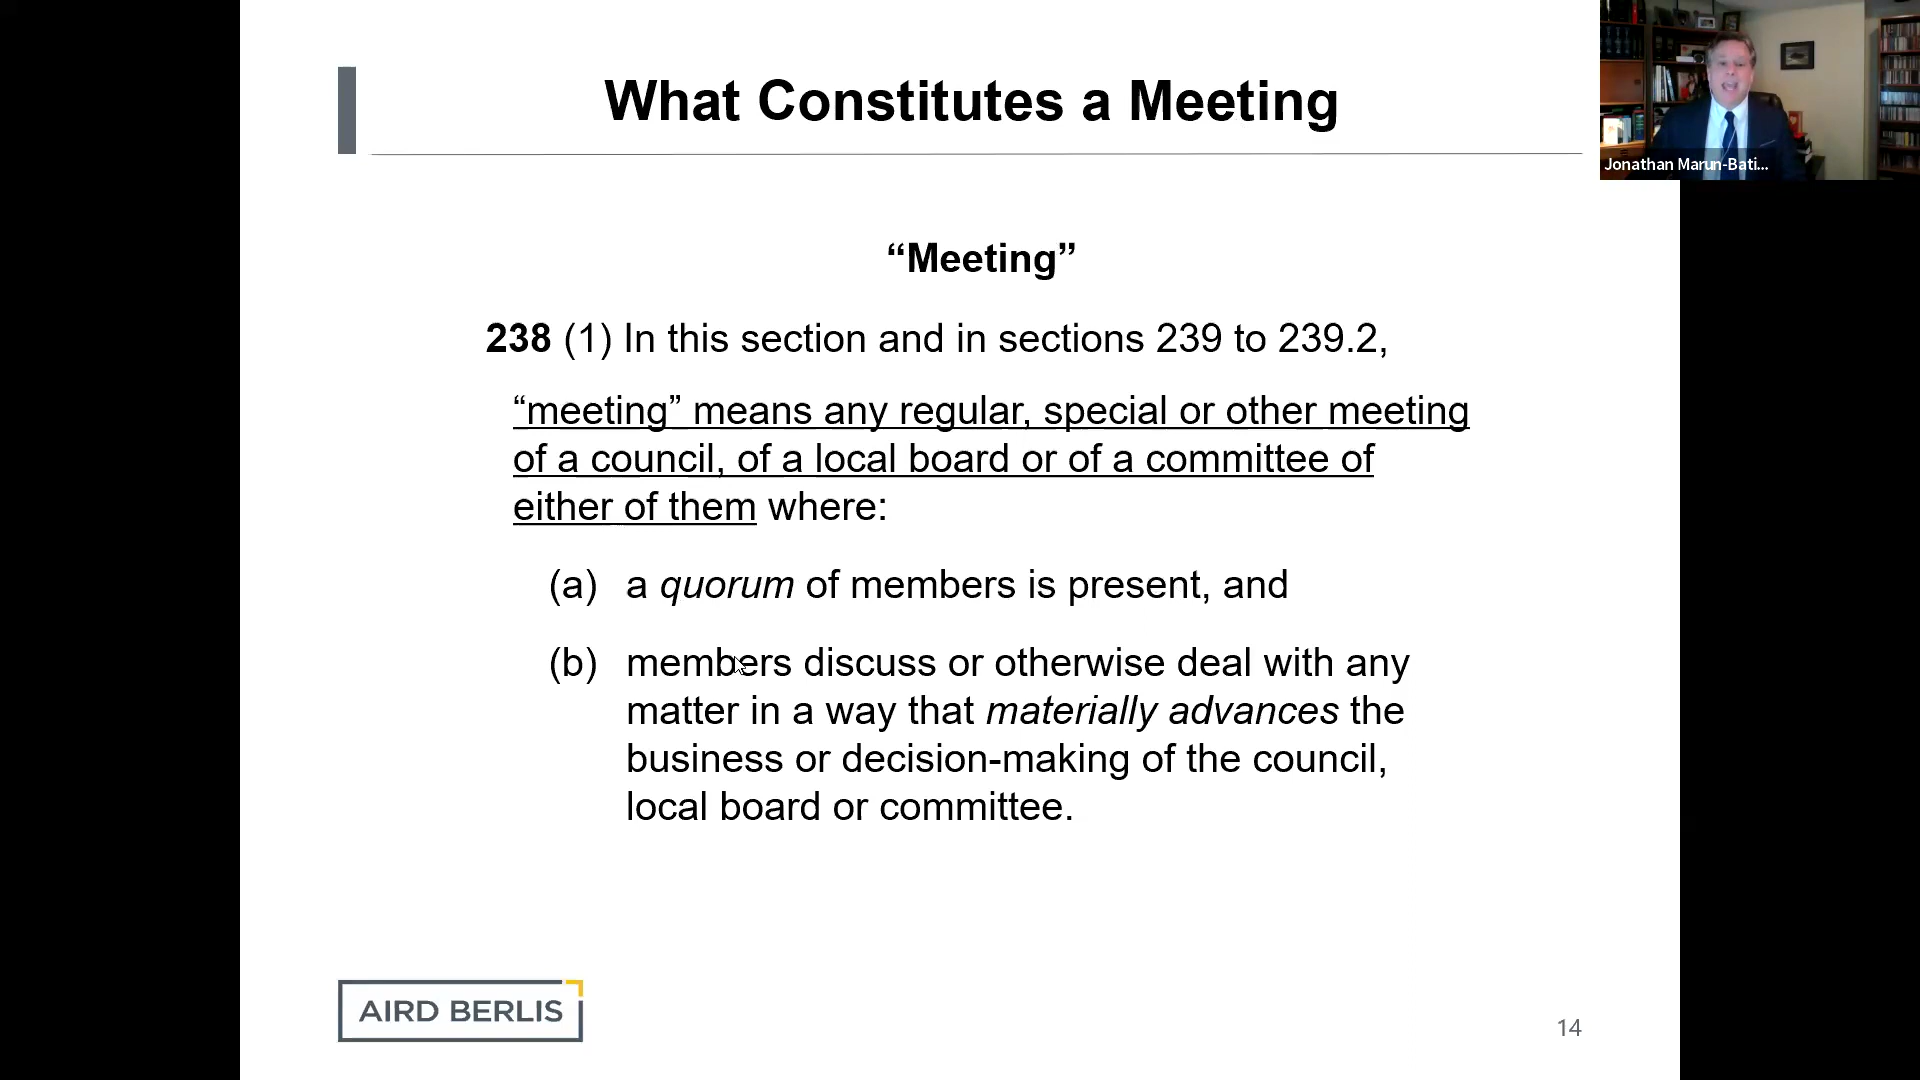 What Constitutes a Meeting
Jonathan Marun-Bati...
“Meeting”
238 (1) In this section and in sections 239 to 239.2,
“meeting” means any regular, special or other meeting
of a council, of a local board or of a committee of
either of them where:
(a) a quorum of members is present, and
(b) members discuss or otherwise deal with any
matter in a way that materially advances the
business or decision-making of the council,
local board or committee.
AIRD BERLIS
14